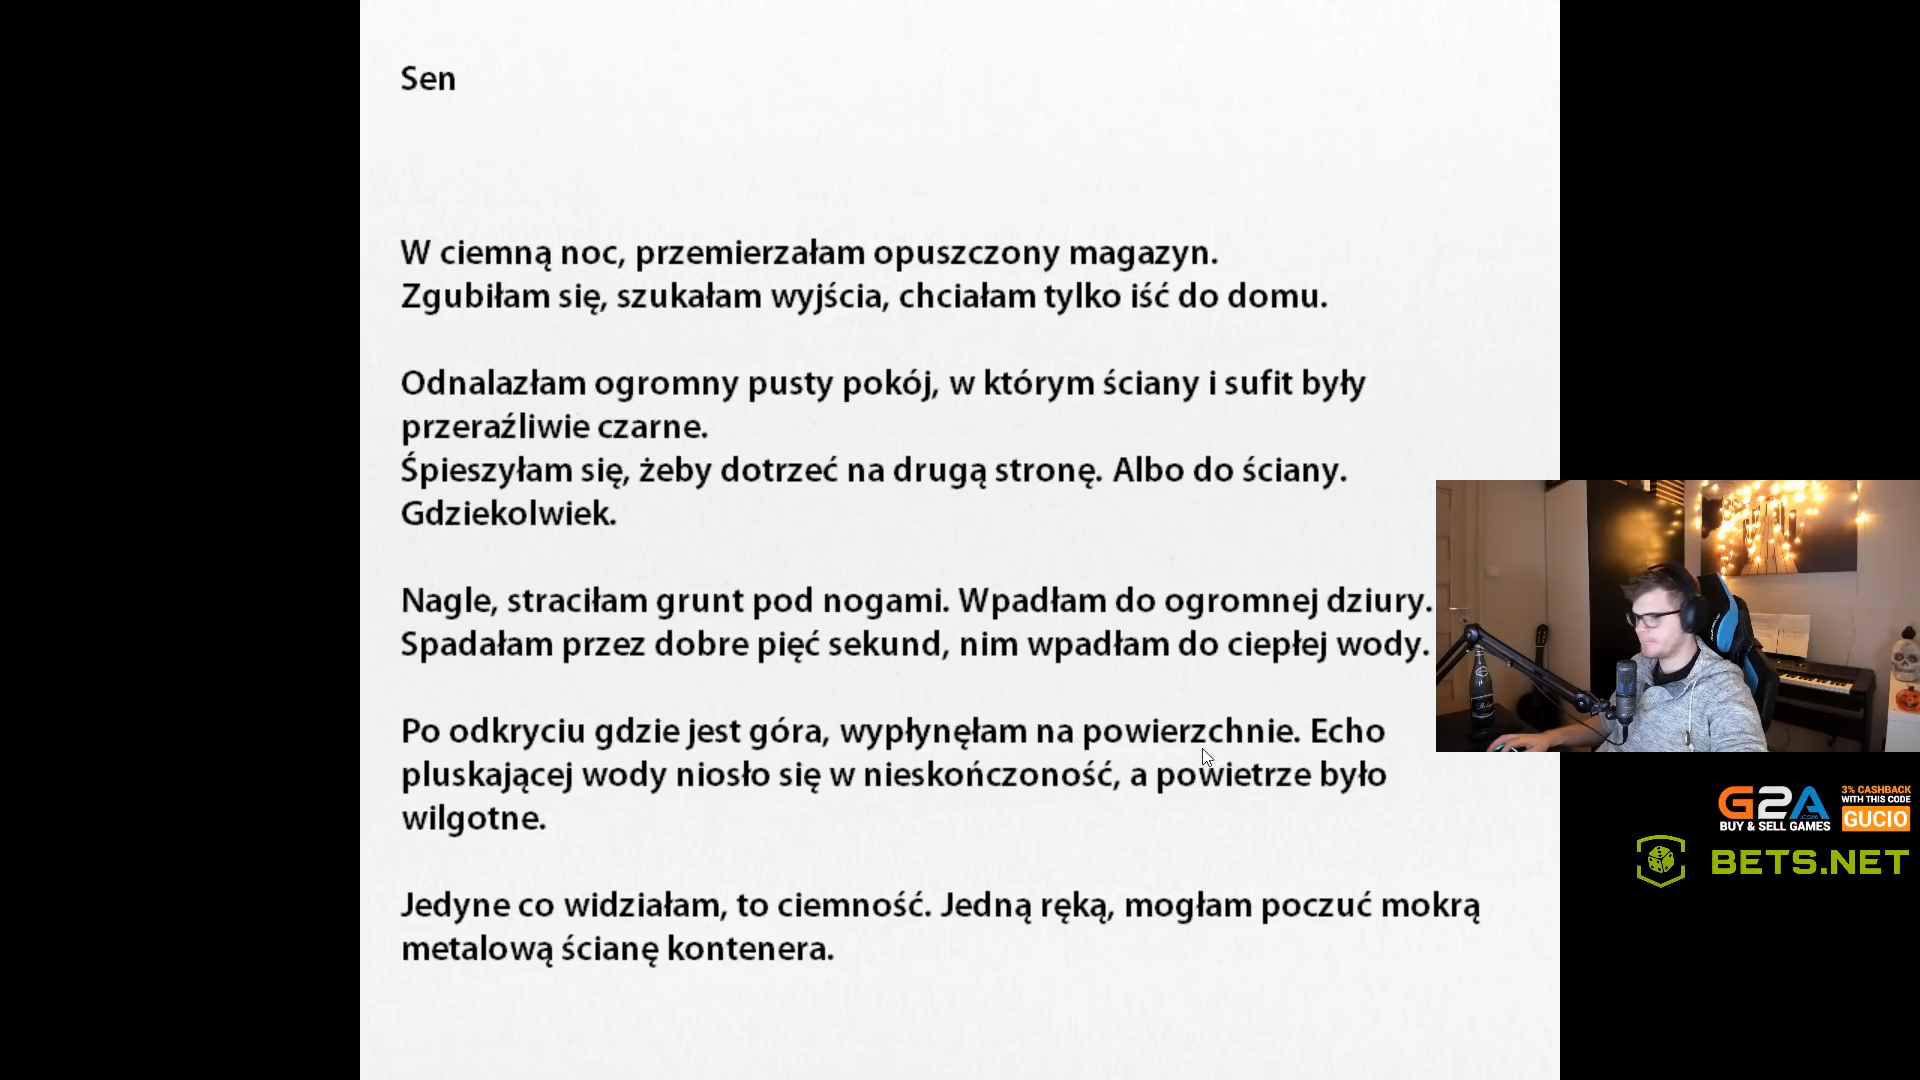 Sen
W ciemną noc, przemierzałam opuszczony magazyn.
Zgubiłam się, szukałam wyjścia, chciałam tylko iść do domu.
Odnalazłam ogromny pusty pokój, w którym ściany i sufit były
przeraźliwie czarne.
Śpieszyłam się, żeby dotrzeć na drugą stronę. Albo do ściany.
Gdziekolwiek.
Nagle, straciłam grunt pod nogami. Wpadłam do ogromnej dziury.
Spadałam przez dobre pięć sekund, nim wpadłam do ciepłej wody.
Po odkryciu gdzie jest góra, wypłynęłam na powierzchnie. Echo
pluskającej wody niosło się w nieskończoność, a powietrze było
wilgotne.
Jedyne co widziałam, to ciemność. Jedną ręką, mogłam poczuć mokrą
metalową ścianę kontenera.
G2A.COM
BUY & SELL GAMES
3% CASHBACK
WITH THIS CODE
GUCIO
BETS.NET